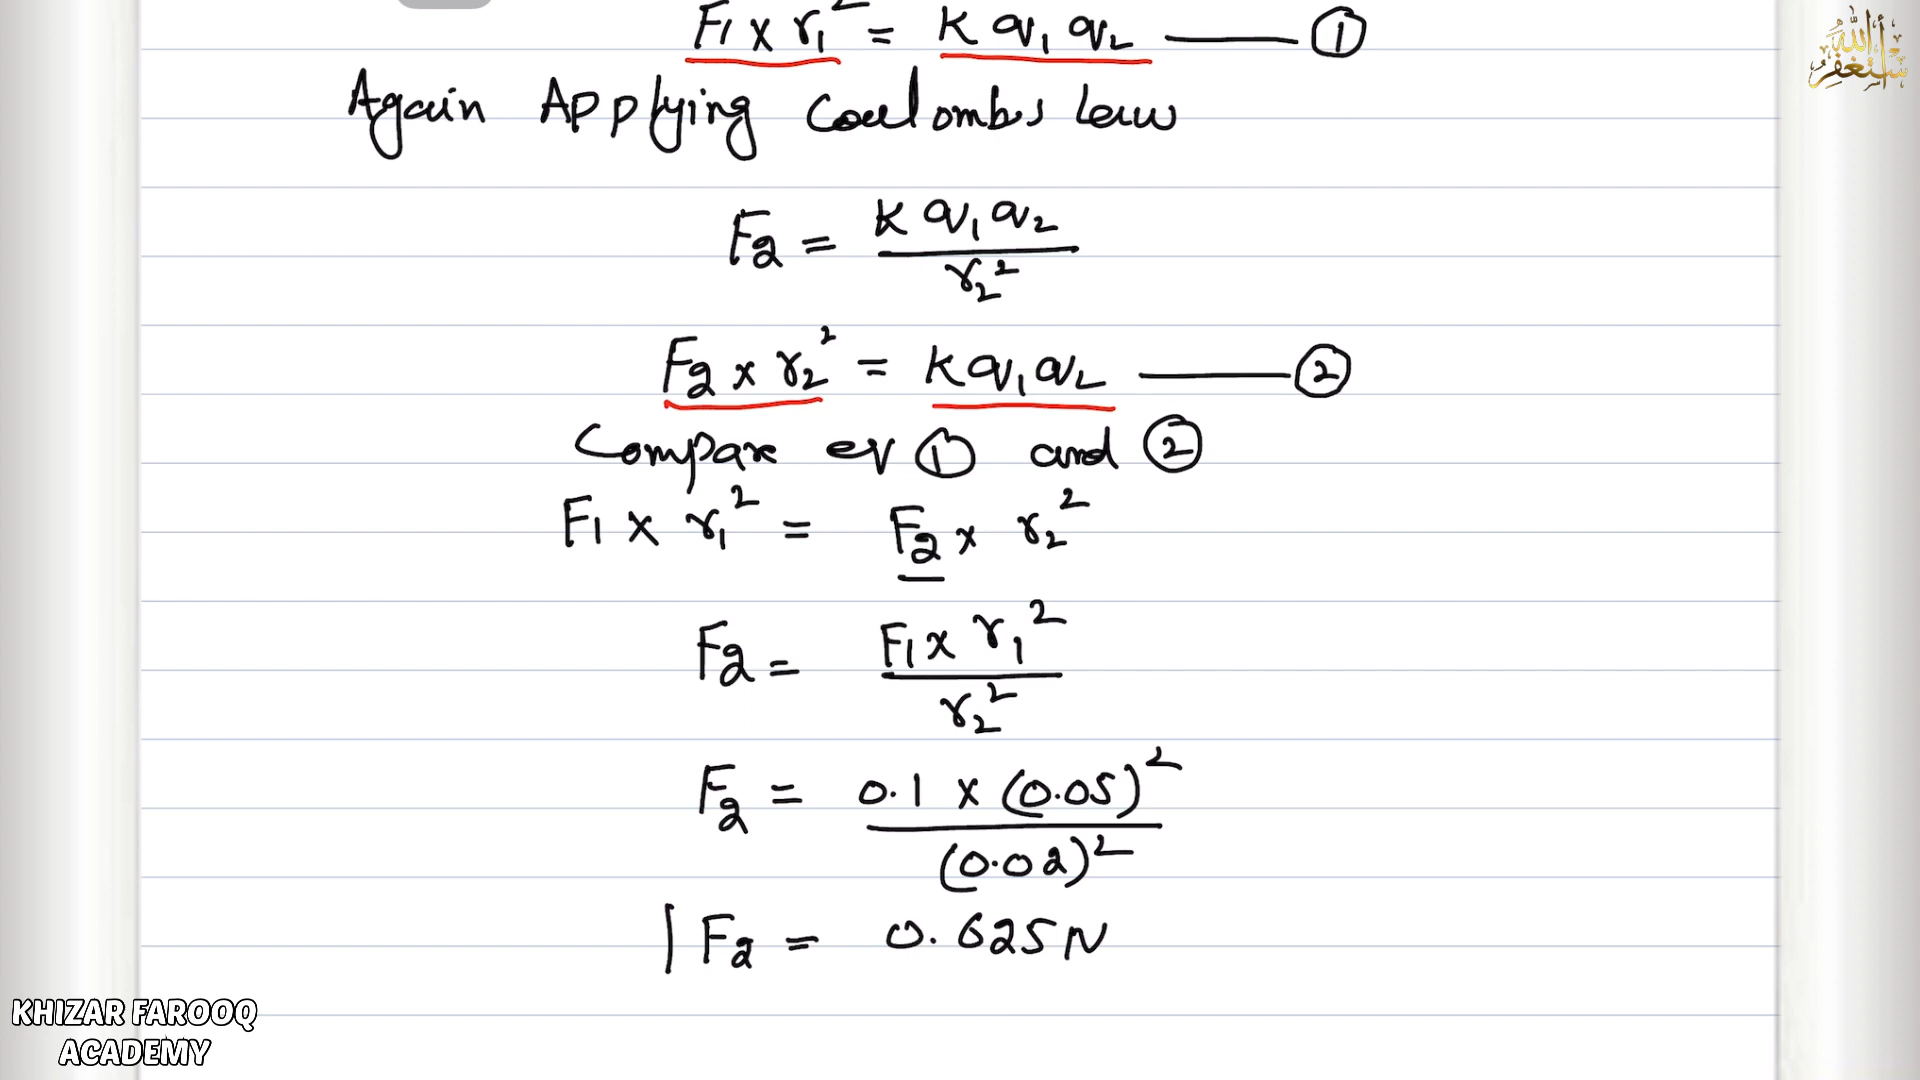 F1 x r₁² = K q₁ q₂ —— ①
Again Applying Coulombs law
F2 = K q₁ q₂ / r₂²
F2 x r₂² = K q₁ q₂ —— ②
Compare eq ① and ②
F1 x r₁² = F2 x r₂²
F2 = F1 x r₁² / r₂²
F2 = 0.1 x (0.05)² / (0.02)²
F2 = 0.625 N
KHIZAR FAROOQ
ACADEMY
أستغفر الله